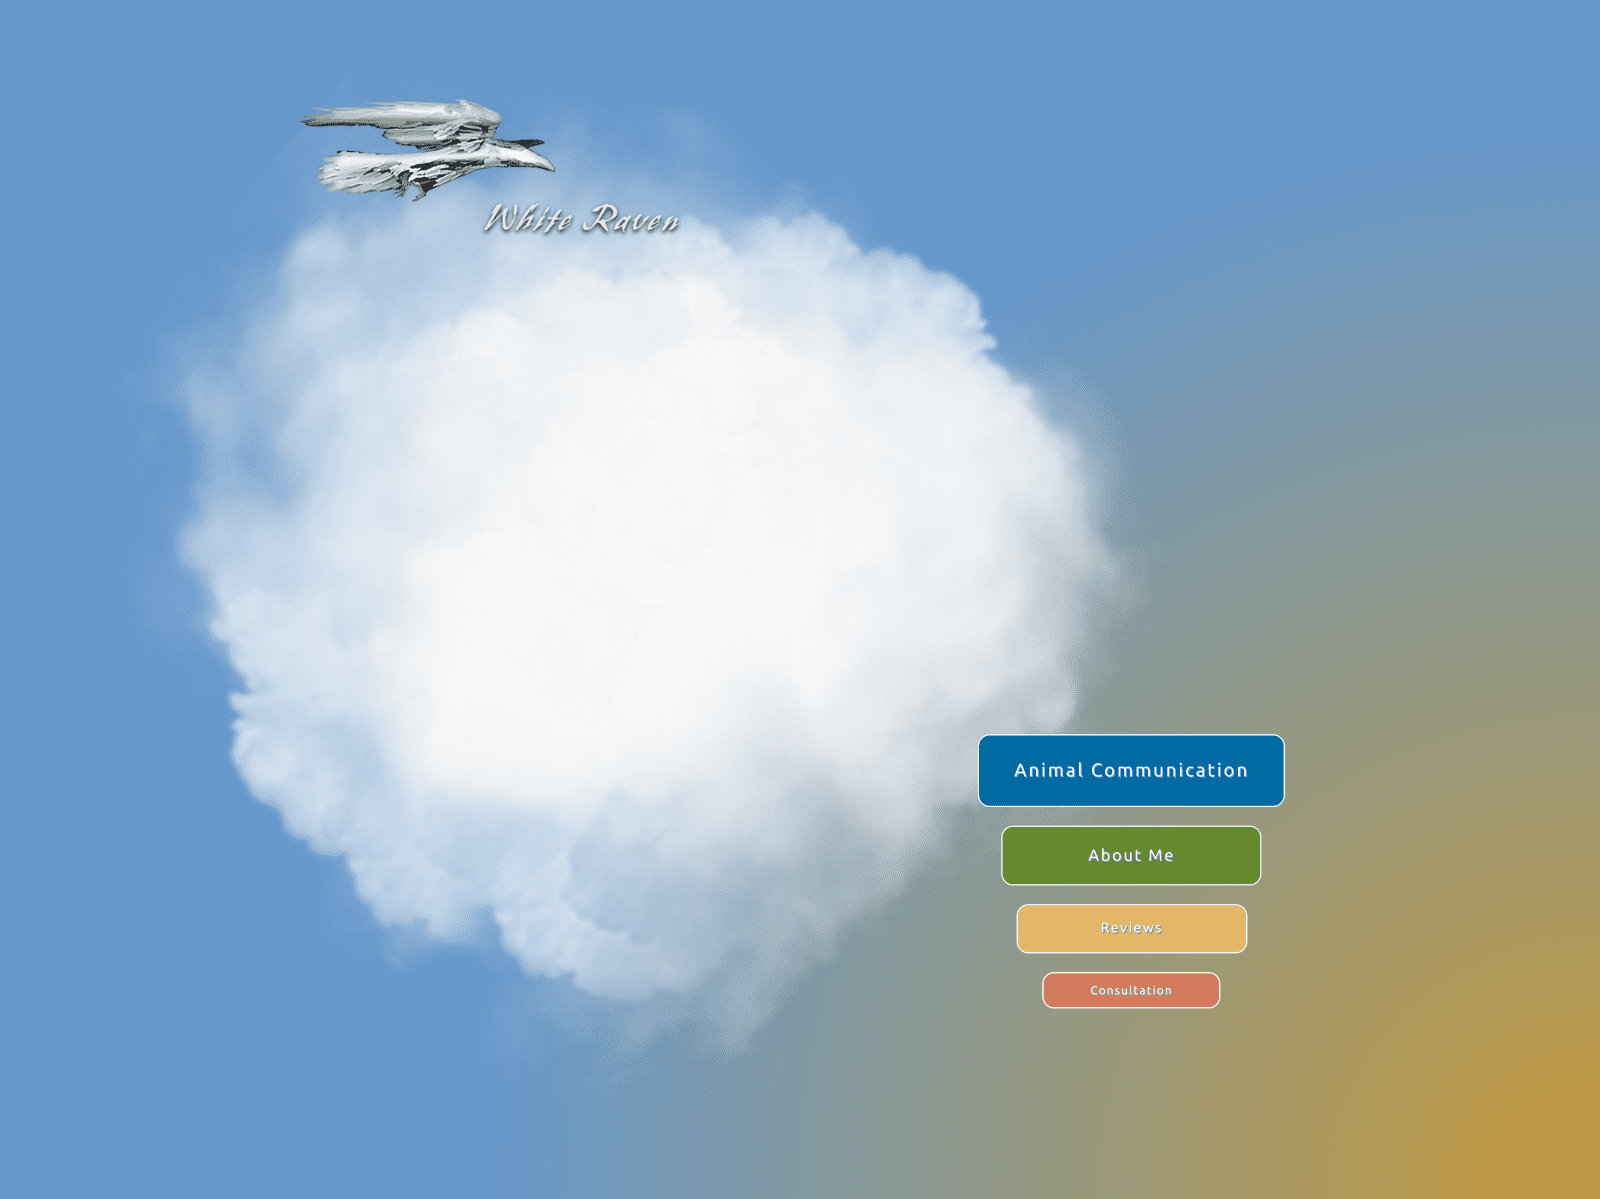 White Raven
Animal Communication
About Me
Reviews
Consultation